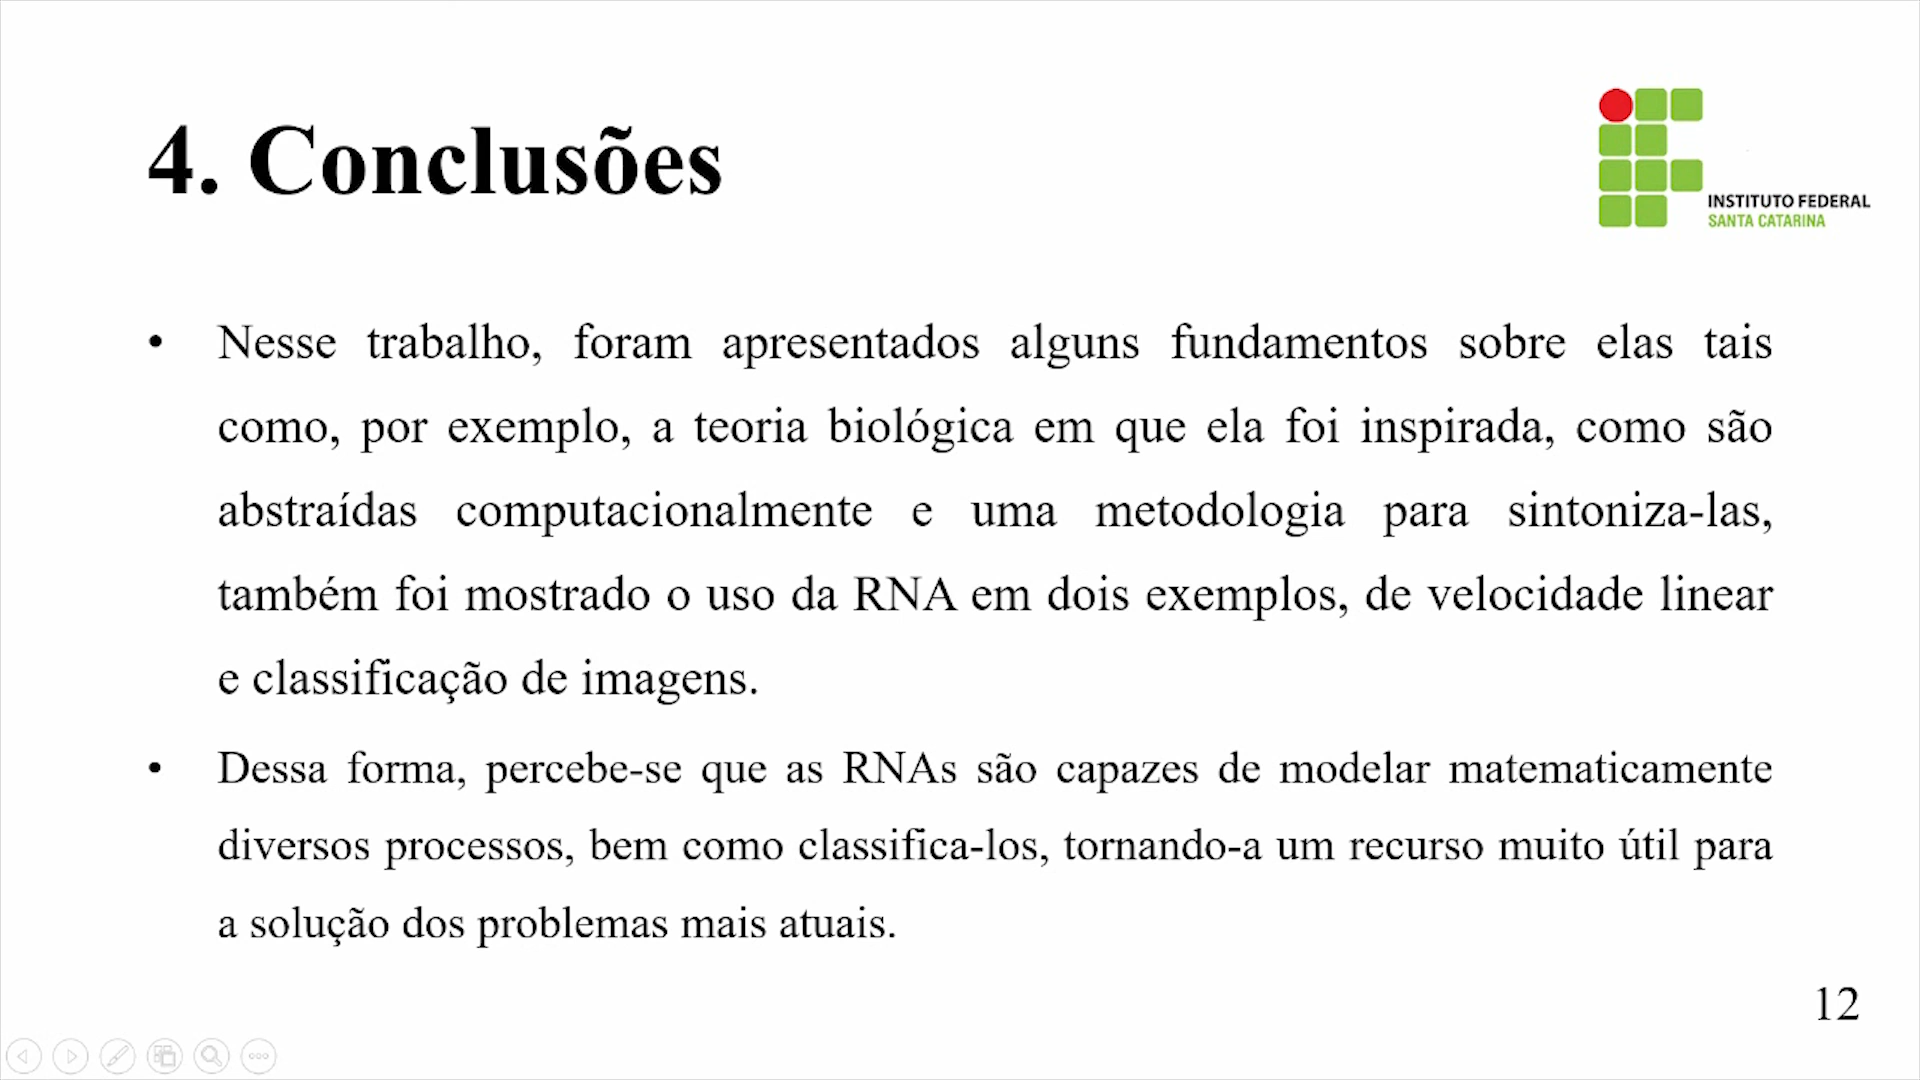 4. Conclusões
INSTITUTO FEDERAL
SANTA CATARINA
• Nesse trabalho, foram apresentados alguns fundamentos sobre elas tais
como, por exemplo, a teoria biológica em que ela foi inspirada, como são
abstraídas computacionalmente e uma metodologia para sintoniza-las,
também foi mostrado o uso da RNA em dois exemplos, de velocidade linear
e classificação de imagens.
• Dessa forma, percebe-se que as RNAs são capazes de modelar matematicamente
diversos processos, bem como classifica-los, tornando-a um recurso muito útil para
a solução dos problemas mais atuais.
12